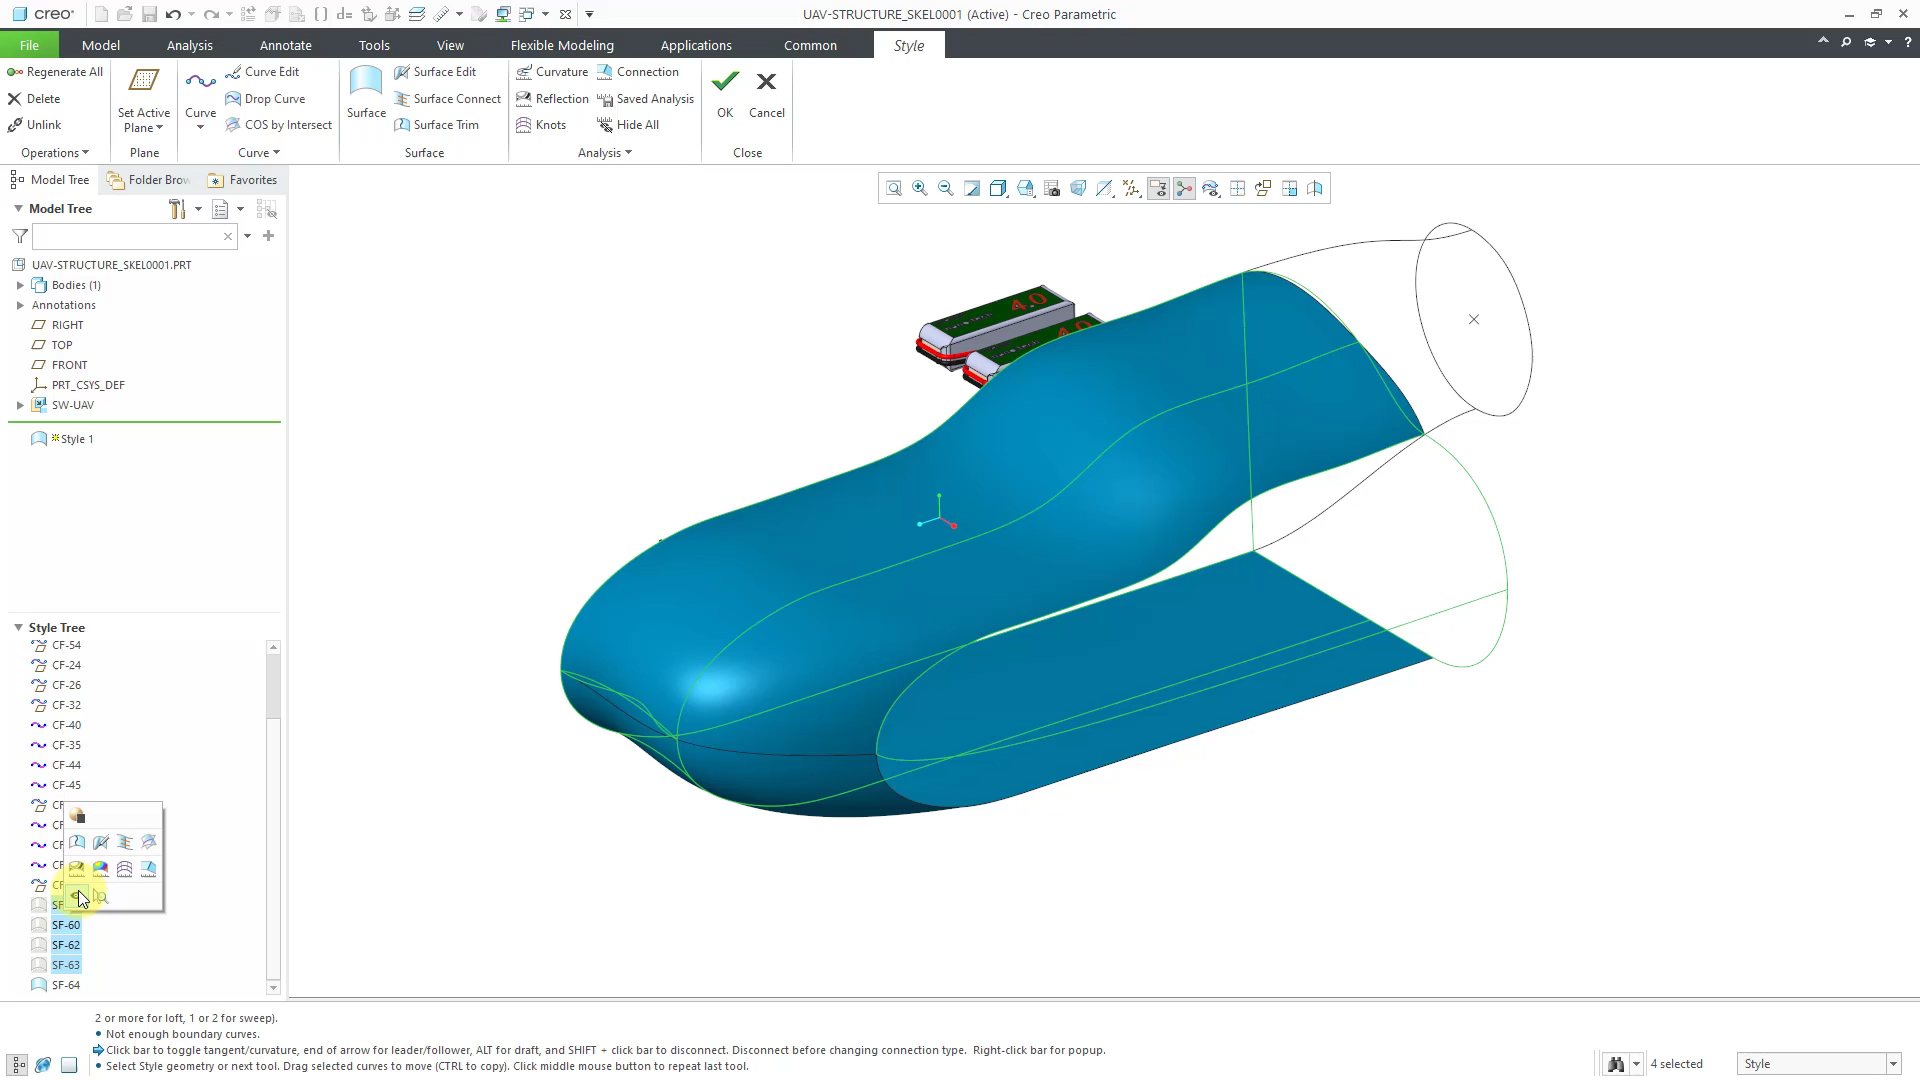 creo
UAV-STRUCTURE_SKEL0001 (Active) - Creo Parametric
File Model Analysis Annotate Tools View Flexible Modeling Applications Common Style
Regenerate All
Delete
Unlink
Operations
Set Active
Plane
Plane
Curve
Curve Edit
Drop Curve
COS by Intersect
Curve
Surface
Surface Edit
Surface Connect
Surface Trim
Surface
Curvature
Reflection
Knots
Connection
Saved Analysis
Hide All
Analysis
OK
Cancel
Close
Model Tree Folder Brow Favorites
Model Tree
UAV-STRUCTURE_SKEL0001.PRT
Bodies (1)
Annotations
RIGHT
TOP
FRONT
PRT_CSYS_DEF
SW-UAV
Style 1
4.0
Style Tree
CF-54
CF-24
CF-26
CF-32
CF-40
CF-35
CF-44
CF-45
SF-60
SF-62
SF-63
SF-64
2 or more for loft, 1 or 2 for sweep).
• Not enough boundary curves.
Click bar to toggle tangent/curvature, end of arrow for leader/follower, ALT for draft, and SHIFT + click bar to disconnect. Disconnect before changing connection type. Right-click bar for popup.
• Select Style geometry or next tool. Drag selected curves to move (CTRL to copy). Click middle mouse button to repeat last tool.
4 selected
Style